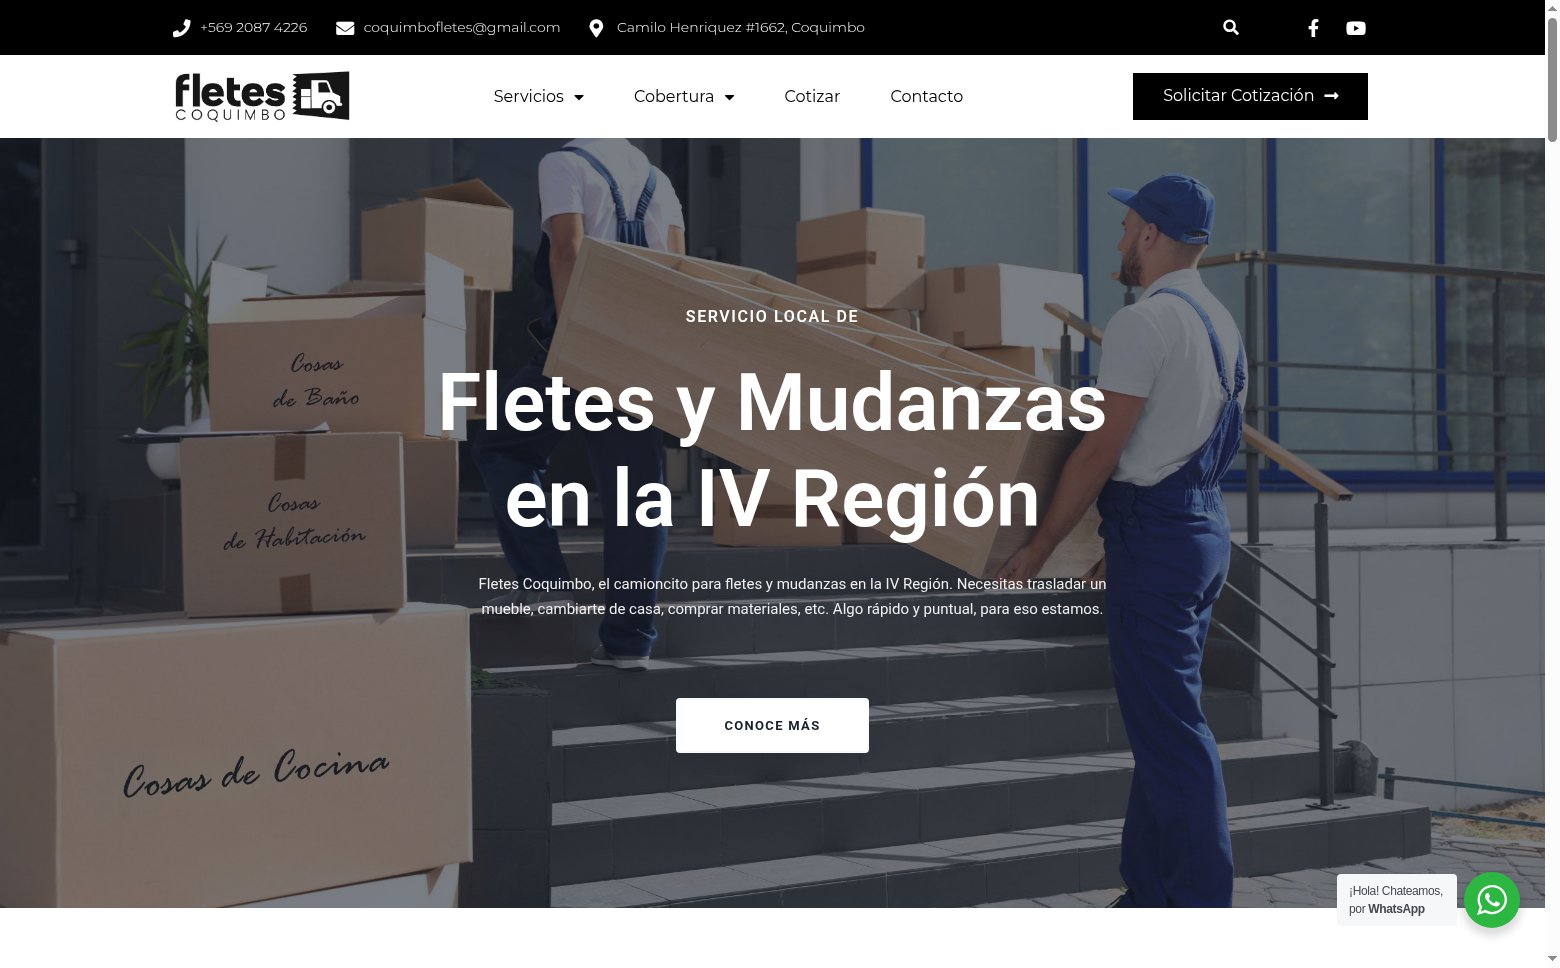 +569 2087 4226
coquimbofletes@gmail.com
Camilo Henriquez #1662, Coquimbo
fletes
COQUIMBO
Servicios
Cobertura
Cotizar
Contacto
Solicitar Cotización
SERVICIO LOCAL DE
Fletes y Mudanzas
en la IV Región
Fletes Coquimbo, el camioncito para fletes y mudanzas en la IV Región. Necesitas trasladar un
mueble, cambiarte de casa, comprar materiales, etc. Algo rápido y puntual, para eso estamos.
CONOCE MÁS
Cosas
de Baño
Cosas
de Habitación
Cosas de Cocina
¡Hola! Chateamos,
por WhatsApp